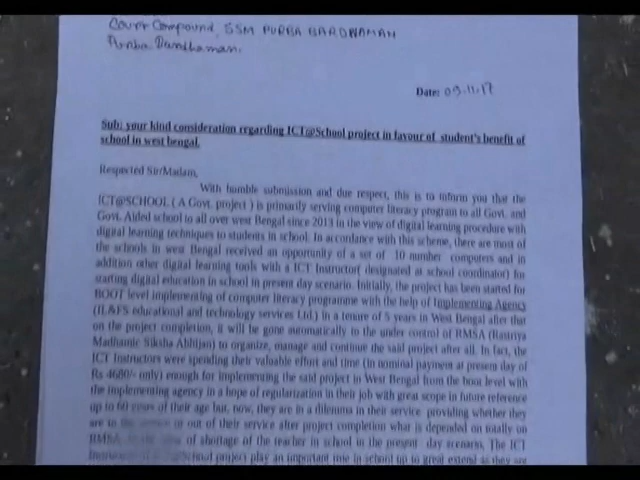 Court Compound, SSM PURBA BARDWAMAN
Purba Bardhaman.
Date: 09.11.17
Sub: your kind consideration regarding ICT@School project in favour of student's benefit of
school in west bengal.
Respected Sir/Madam,
With humble submission and due respect, this is to inform you that the
ICT@SCHOOL ( A Govt. project ) is primarily serving computer literacy program to all Govt. and
Govt. Aided school to all over west Bengal since 2013 in the view of digital learning procedure with
digital learning techniques to students in school. In accordance with this scheme, there are most of
the schools in west Bengal received an opportunity of a set of 10 number computers and in
addition other digital learning tools with a ICT Instructor( designated at school coordinator) for
starting digital education in school in present day scenario. Initially, the project has been started for
BOOT level implementing of computer literacy programme with the help of Implementing Agency
(IL&FS educational and technology services Ltd.) in a tenure of 5 years in West Bengal after that
on the project completion, it will be gone automatically to the under control of RMSA (Rastriya
Madhamic Siksha Abhijan) to organize, manage and continue the said project after all. In fact, the
ICT Instructors were spending their valuable effort and time (in nominal payment at present day of
Rs 4680/- only) enough for implementing the said project in West Bengal from the boot level with
the implementing agency in a hope of regularization in their job with great scope in future reference
up to 60 years of their age but, now, they are in a dilemma in their service providing whether they
are in or out of their service after project completion what is depended on totally on
RMSA of shortage of the teacher in school in the present day scenario. The ICT
School project play an important role in school up to great extend as they are